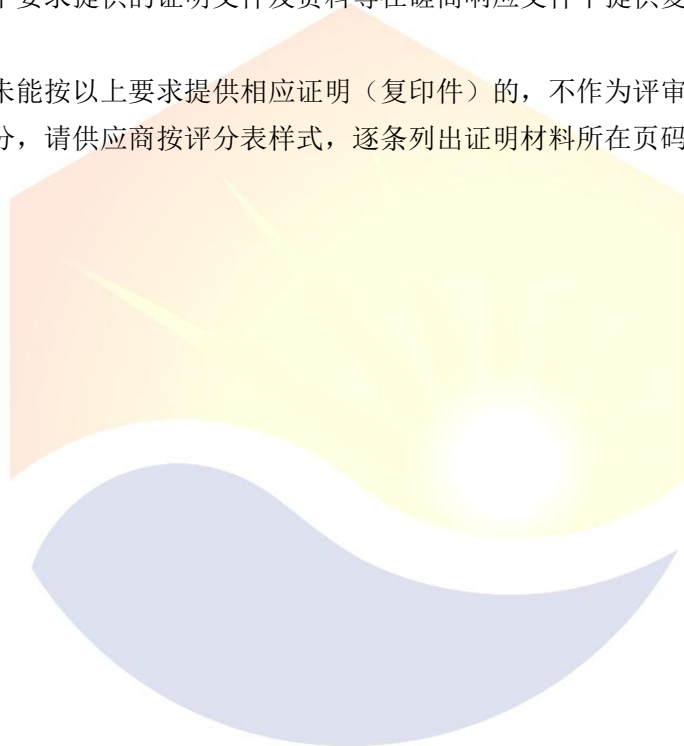 要求提供的证明文件及资料等在磋商响应文件中提供复
未能按以上要求提供相应证明（复印件）的，不作为评审
分，请供应商按评分表样式，逐条列出证明材料所在页码